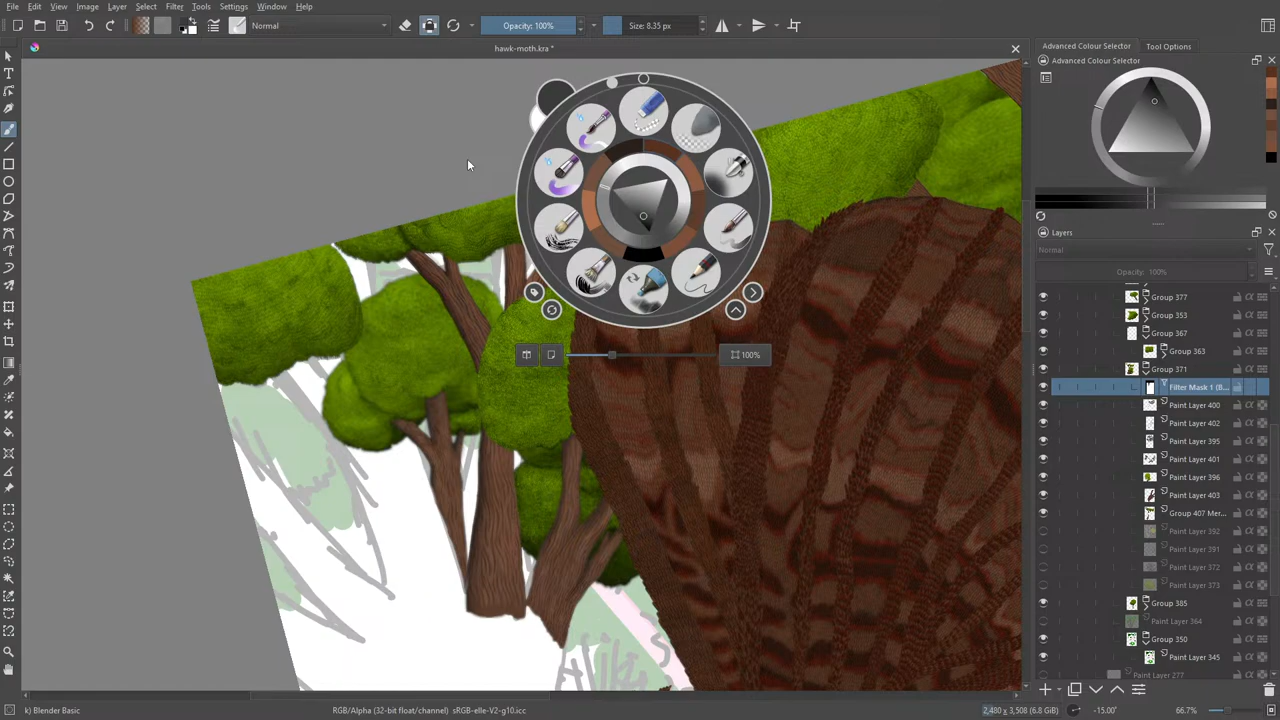 File Edit View Image Layer Select Filter Tools Settings Window Help
Normal Opacity: 100% Size: 8.35 px
hawk-moth.kra *
Advanced Colour Selector Tool Options
Advanced Colour Selector
Layers
Normal
Opacity: 100%
Group 377
Group 353
Group 367
Group 363
Group 371
Filter Mask 1 (B...
Paint Layer 400
Paint Layer 402
Paint Layer 395
Paint Layer 401
Paint Layer 396
Paint Layer 403
Group 407 Mer...
Paint Layer 392
Paint Layer 391
Paint Layer 372
Paint Layer 373
Group 385
Paint Layer 364
Group 350
Paint Layer 345
Paint Layer 277
100%
k) Blender Basic
RGB/Alpha (32-bit float/channel) sRGB-elle-V2-g10.icc
2,480 x 3,508 (6.8 GiB)
-15.00°
66.7%